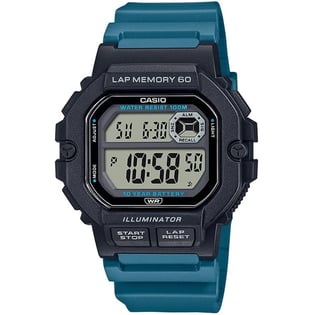 LAP MEMORY 60
CASIO
WATER RESIST 100M
ADJUST
LIGHT
ALM
SU 6.30
RECALL
10:58 50
MODE
10 YEAR BATTERY
WR
ILLUMINATOR
START STOP
LAP RESET